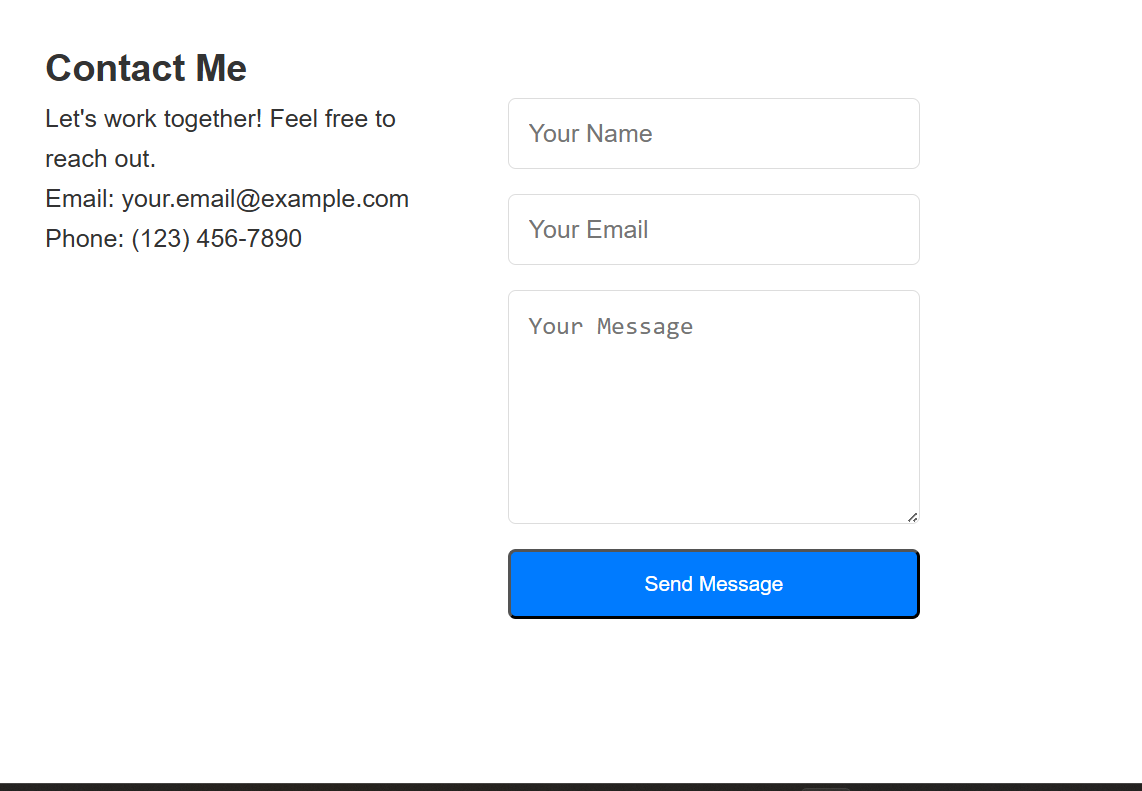 Contact Me
Let's work together! Feel free to
reach out.
Email: your.email@example.com
Phone: (123) 456-7890
Your Name
Your Email
Your Message
Send Message